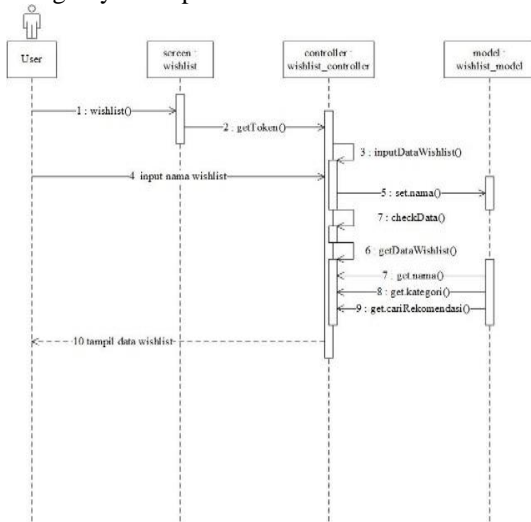 User
screen :
wishlist
controller :
wishlist_controller
model :
wishlist_model
1 : wishlist()
2 : getToken()
3 : inputDataWishlist()
4 input nama wishlist
5 : set.nama()
7 : checkData()
6 : getDataWishlist()
7 : get.nama()
8 : get.kategori()
9 : get.cariRekomendasi()
10 tampil data wishlist